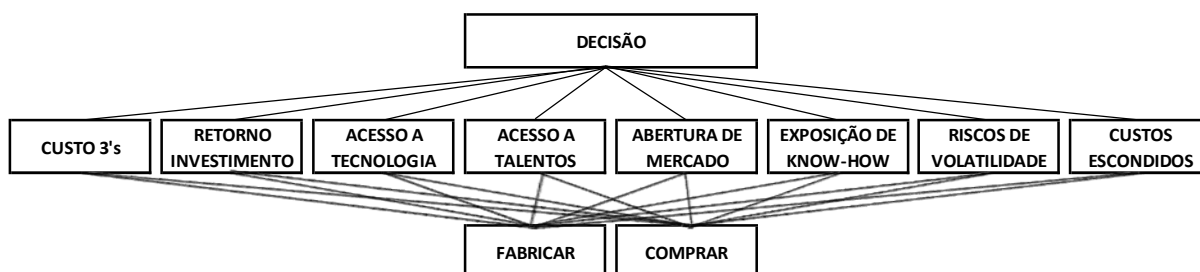 DECISÃO
CUSTO 3's
RETORNO
INVESTIMENTO
ACESSO A
TECNOLOGIA
ACESSO A
TALENTOS
ABERTURA DE
MERCADO
EXPOSIÇÃO DE
KNOW-HOW
RISCOS DE
VOLATILIDADE
CUSTOS
ESCONDIDOS
FABRICAR
COMPRAR